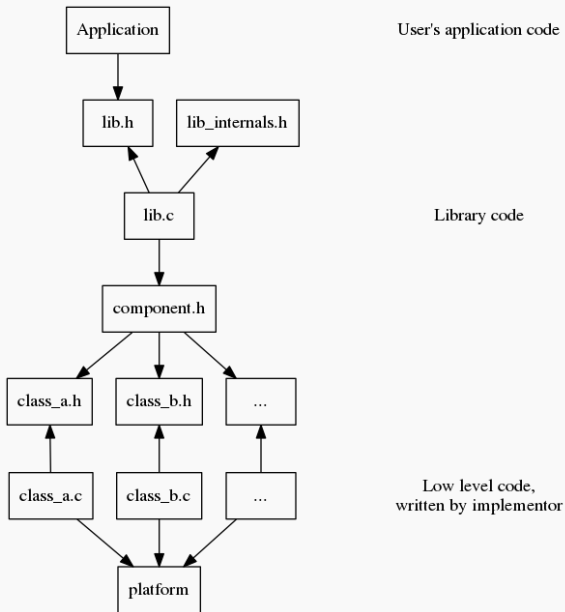 Application
User's application code
lib.h
lib_internals.h
lib.c
Library code
component.h
class_a.h
class_b.h
...
class_a.c
class_b.c
...
Low level code,
written by implementor
platform